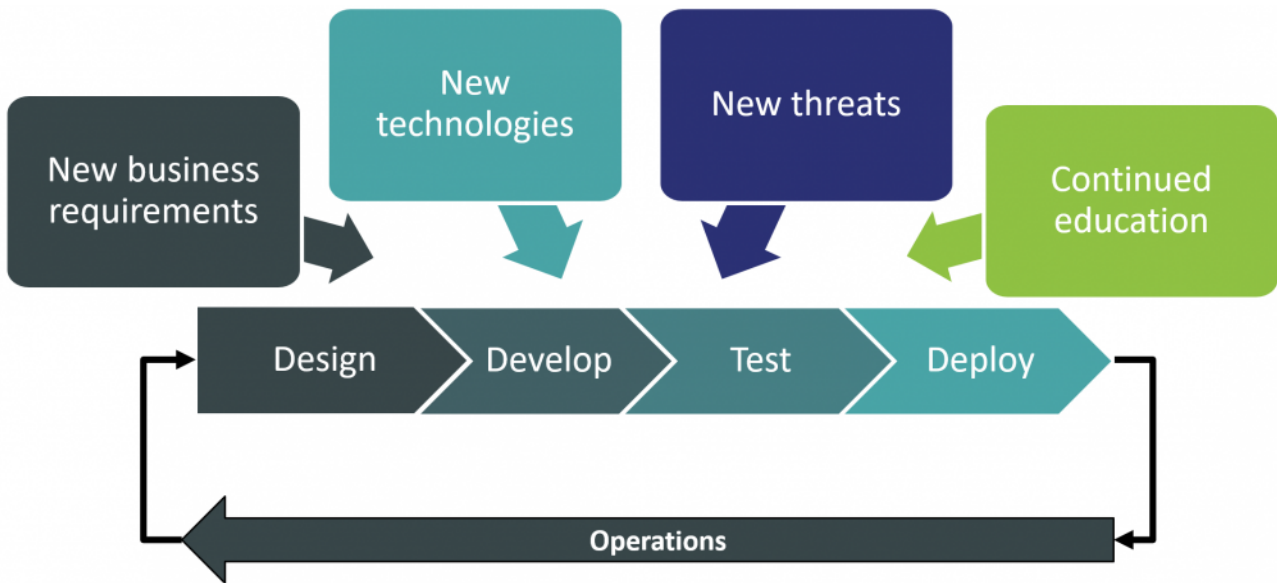 New business
requirements
New
technologies
New threats
Continued
education
Design
Develop
Test
Deploy
Operations